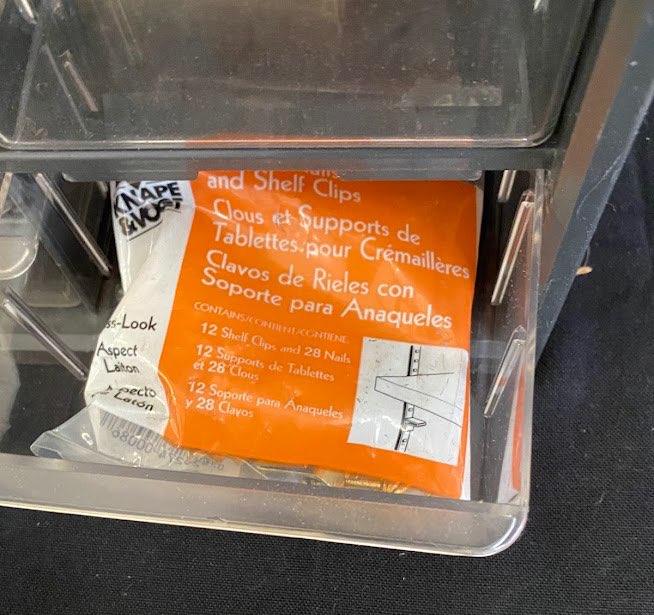 KNAPE
&VOGT
and Shelf Clips
Clous et Supports de
Tablettes pour Crémaillères
Clavos de Rieles con
Soporte para Anaqueles
CONTAINS/CONTIENT/CONTIENE
12 Shelf Clips and 28 Nails
12 Supports de Tablettes
et 28 Clous
12 Soporte para Anaqueles
y 28 Clavos
ss-Look
Aspect
Laiton
Aspecto
de Latón